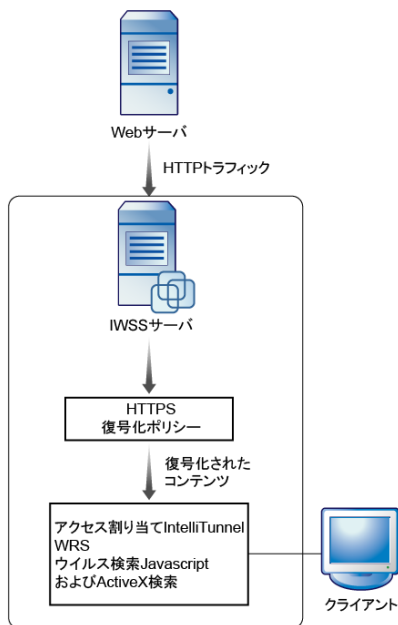 Webサーバ
HTTPトラフィック
IWSSサーバ
HTTPS
復号化ポリシー
復号化された
コンテンツ
アクセス割り当てIntelliTunnel
WRS
ウイルス検索Javascript
およびActiveX検索
クライアント